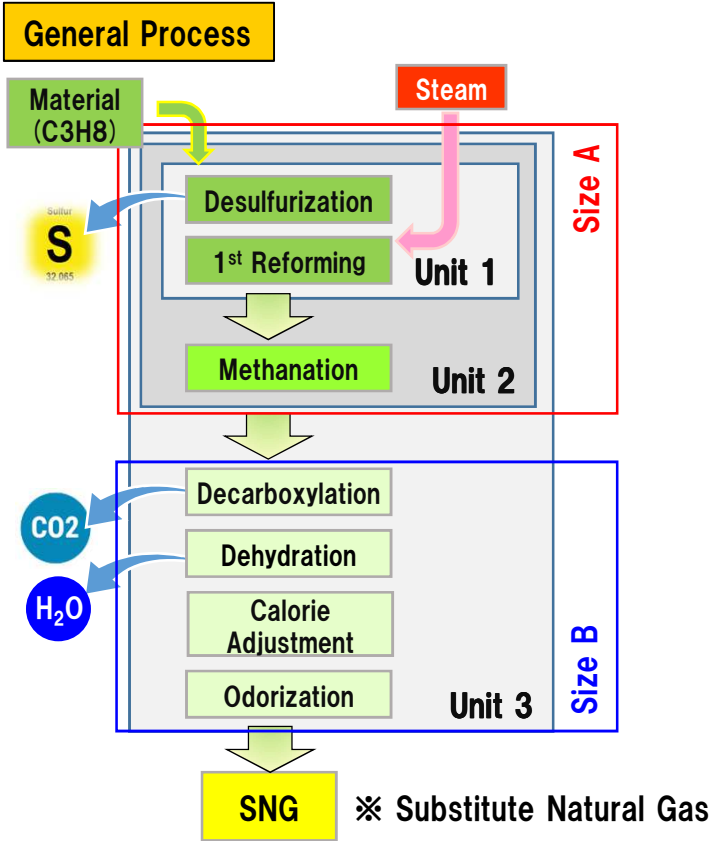 General Process
Material
(C3H8)
Steam
Size A
Desulfurization
Sulfur
S
32.065
1st Reforming
Unit 1
Methanation
Unit 2
Decarboxylation
CO2
Dehydration
H2O
Calorie
Adjustment
Size B
Odorization
Unit 3
SNG
※ Substitute Natural Gas